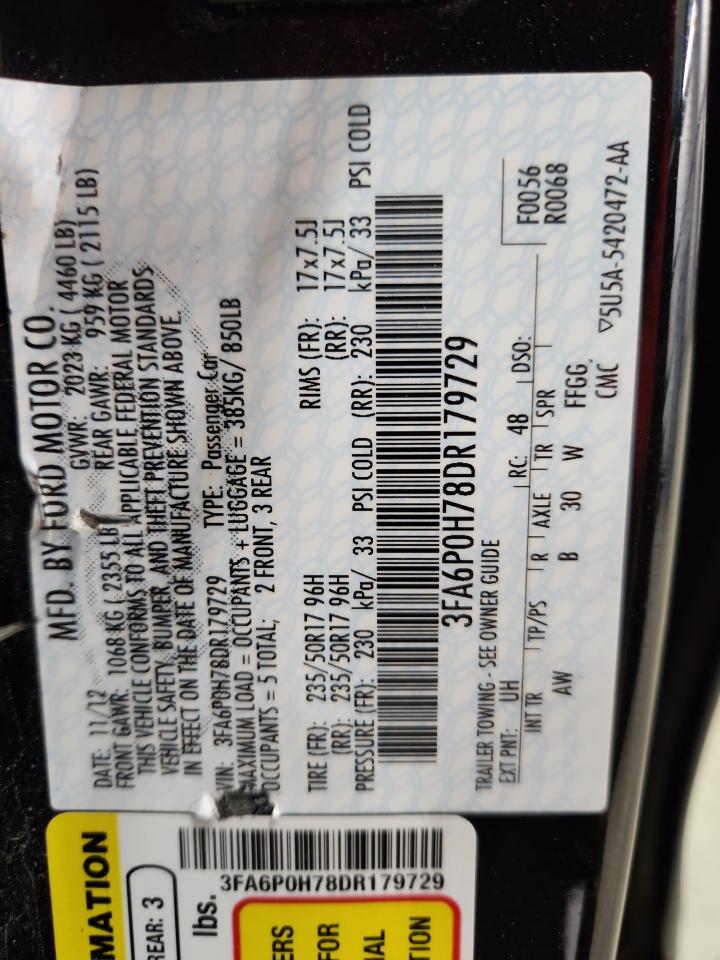 MFD. BY FORD MOTOR CO.
DATE: 11/12 GVWR: 2023 KG ( 4460 LB)
FRONT GAWR: 1068 KG ( 2355 LB) REAR GAWR: 959 KG ( 2115 LB)
THIS VEHICLE CONFORMS TO ALL APPLICABLE FEDERAL MOTOR
VEHICLE SAFETY, BUMPER, AND THEFT PREVENTION STANDARDS
IN EFFECT ON THE DATE OF MANUFACTURE SHOWN ABOVE.
VIN: 3FA6P0H78DR179729 TYPE: Passenger Car
MAXIMUM LOAD = OCCUPANTS + LUGGAGE = 385KG/ 850LB
OCCUPANTS = 5 TOTAL; 2 FRONT, 3 REAR
TIRE (FR): 235/50R17 96H RIMS (FR): 17x7.5J
(RR): 235/50R17 96H (RR): 17x7.5J
PRESSURE (FR): 230 kPa/ 33 PSI COLD (RR): 230 kPa/ 33 PSI COLD
3FA6P0H78DR179729
TRAILER TOWING - SEE OWNER GUIDE
F0056
R0068
EXT PNT: UH RC: 48 DSO:
INT TR TP/PS R AXLE TR SPR
AW B 30 W FFGG
CMC ▽5U5A-5420472-AA
MATION
REAR: 3
lbs.
3FA6P0H78DR179729
ERS
FOR
IAL
TION